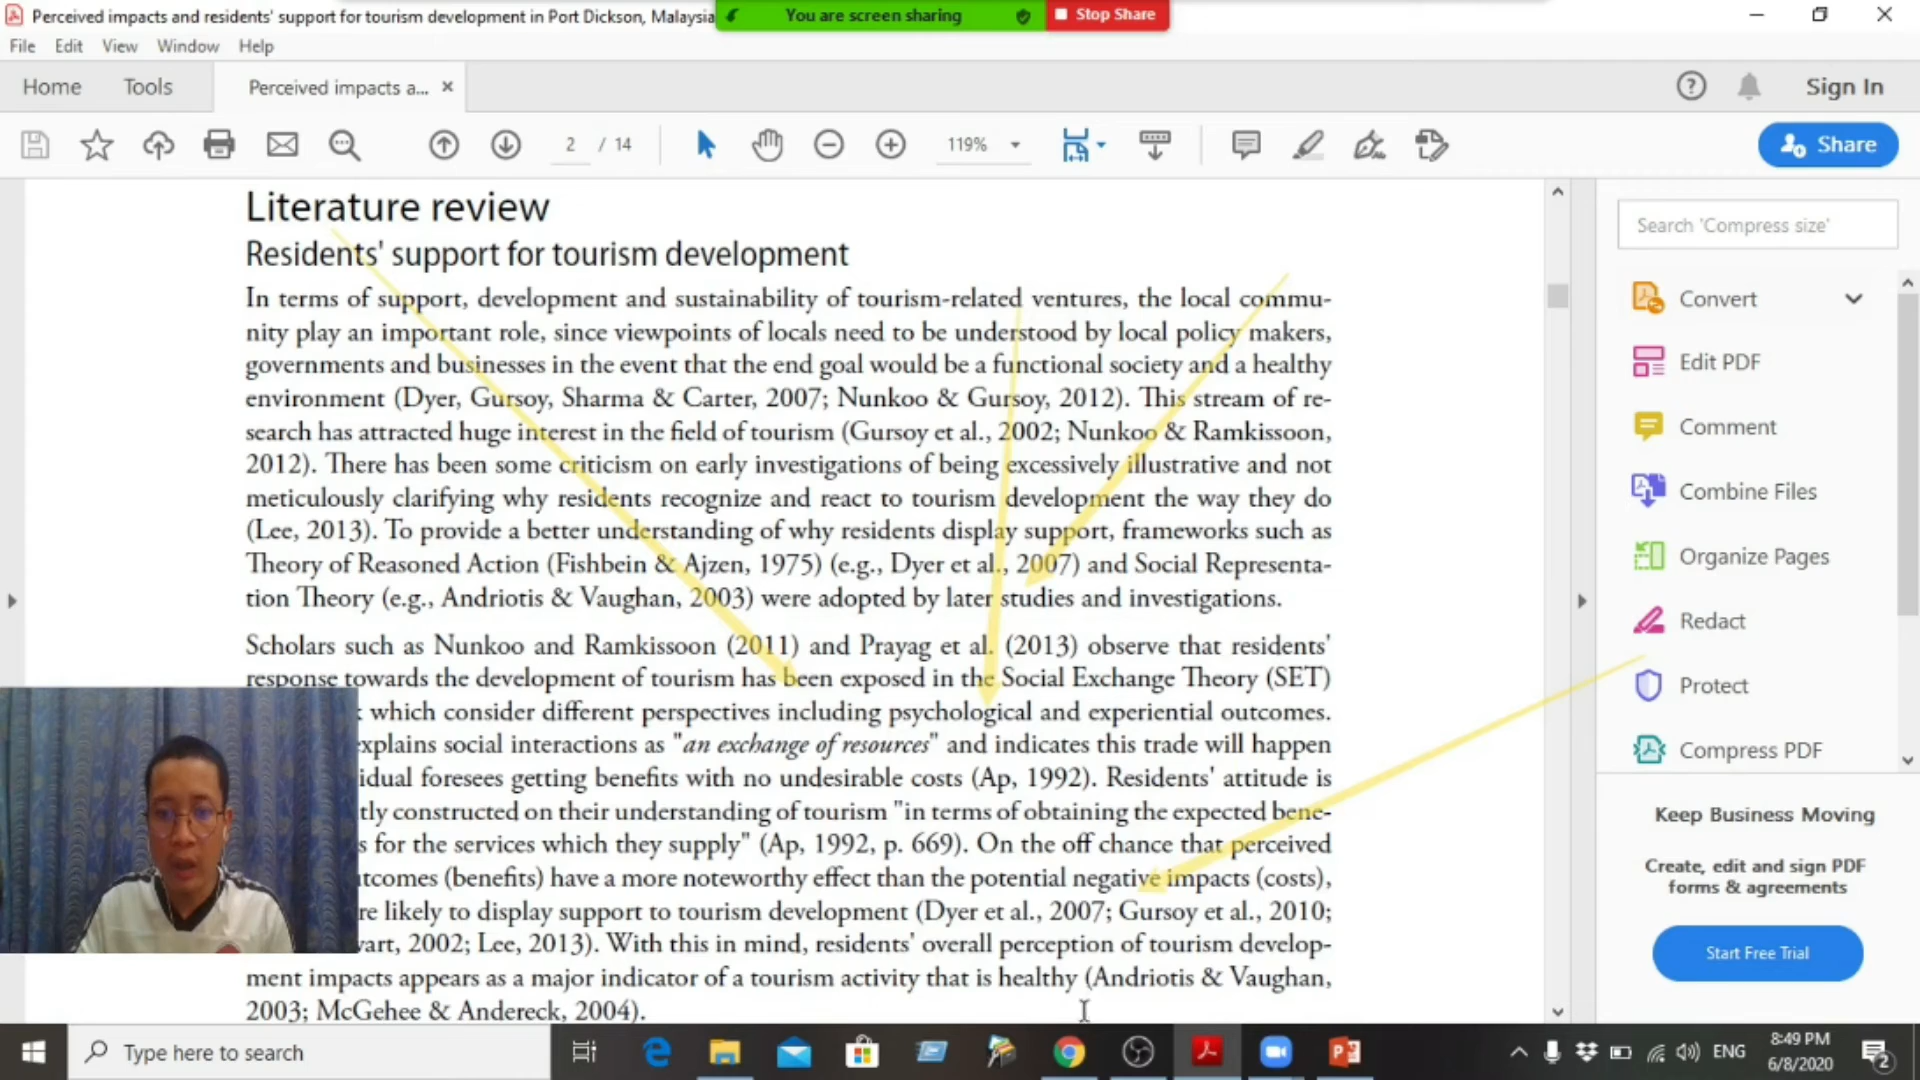 Perceived impacts and residents' support for tourism development in Port Dickson, Malaysia
You are screen sharing
Stop Share
File Edit View Window Help
Home Tools Perceived impacts a... Sign In
2 / 14 119% Share
Literature review
Residents' support for tourism development
In terms of support, development and sustainability of tourism-related ventures, the local commu-
nity play an important role, since viewpoints of locals need to be understood by local policy makers,
governments and businesses in the event that the end goal would be a functional society and a healthy
environment (Dyer, Gursoy, Sharma & Carter, 2007; Nunkoo & Gursoy, 2012). This stream of re-
search has attracted huge interest in the field of tourism (Gursoy et al., 2002; Nunkoo & Ramkissoon,
2012). There has been some criticism on early investigations of being excessively illustrative and not
meticulously clarifying why residents recognize and react to tourism development the way they do
(Lee, 2013). To provide a better understanding of why residents display support, frameworks such as
Theory of Reasoned Action (Fishbein & Ajzen, 1975) (e.g., Dyer et al., 2007) and Social Representa-
tion Theory (e.g., Andriotis & Vaughan, 2003) were adopted by later studies and investigations.
Scholars such as Nunkoo and Ramkissoon (2011) and Prayag et al. (2013) observe that residents'
response towards the development of tourism has been exposed in the Social Exchange Theory (SET)
which consider different perspectives including psychological and experiential outcomes.
explains social interactions as "an exchange of resources" and indicates this trade will happen
idual foresees getting benefits with no undesirable costs (Ap, 1992). Residents' attitude is
tly constructed on their understanding of tourism "in terms of obtaining the expected bene-
s for the services which they supply" (Ap, 1992, p. 669). On the off chance that perceived
tcomes (benefits) have a more noteworthy effect than the potential negative impacts (costs),
re likely to display support to tourism development (Dyer et al., 2007; Gursoy et al., 2010;
vart, 2002; Lee, 2013). With this in mind, residents' overall perception of tourism develop-
ment impacts appears as a major indicator of a tourism activity that is healthy (Andriotis & Vaughan,
2003; McGehee & Andereck, 2004).
Search 'Compress size'
Convert
Edit PDF
Comment
Combine Files
Organize Pages
Redact
Protect
Compress PDF
Keep Business Moving
Create, edit and sign PDF
forms & agreements
Start Free Trial
Type here to search
ENG
8:49 PM
6/8/2020
2